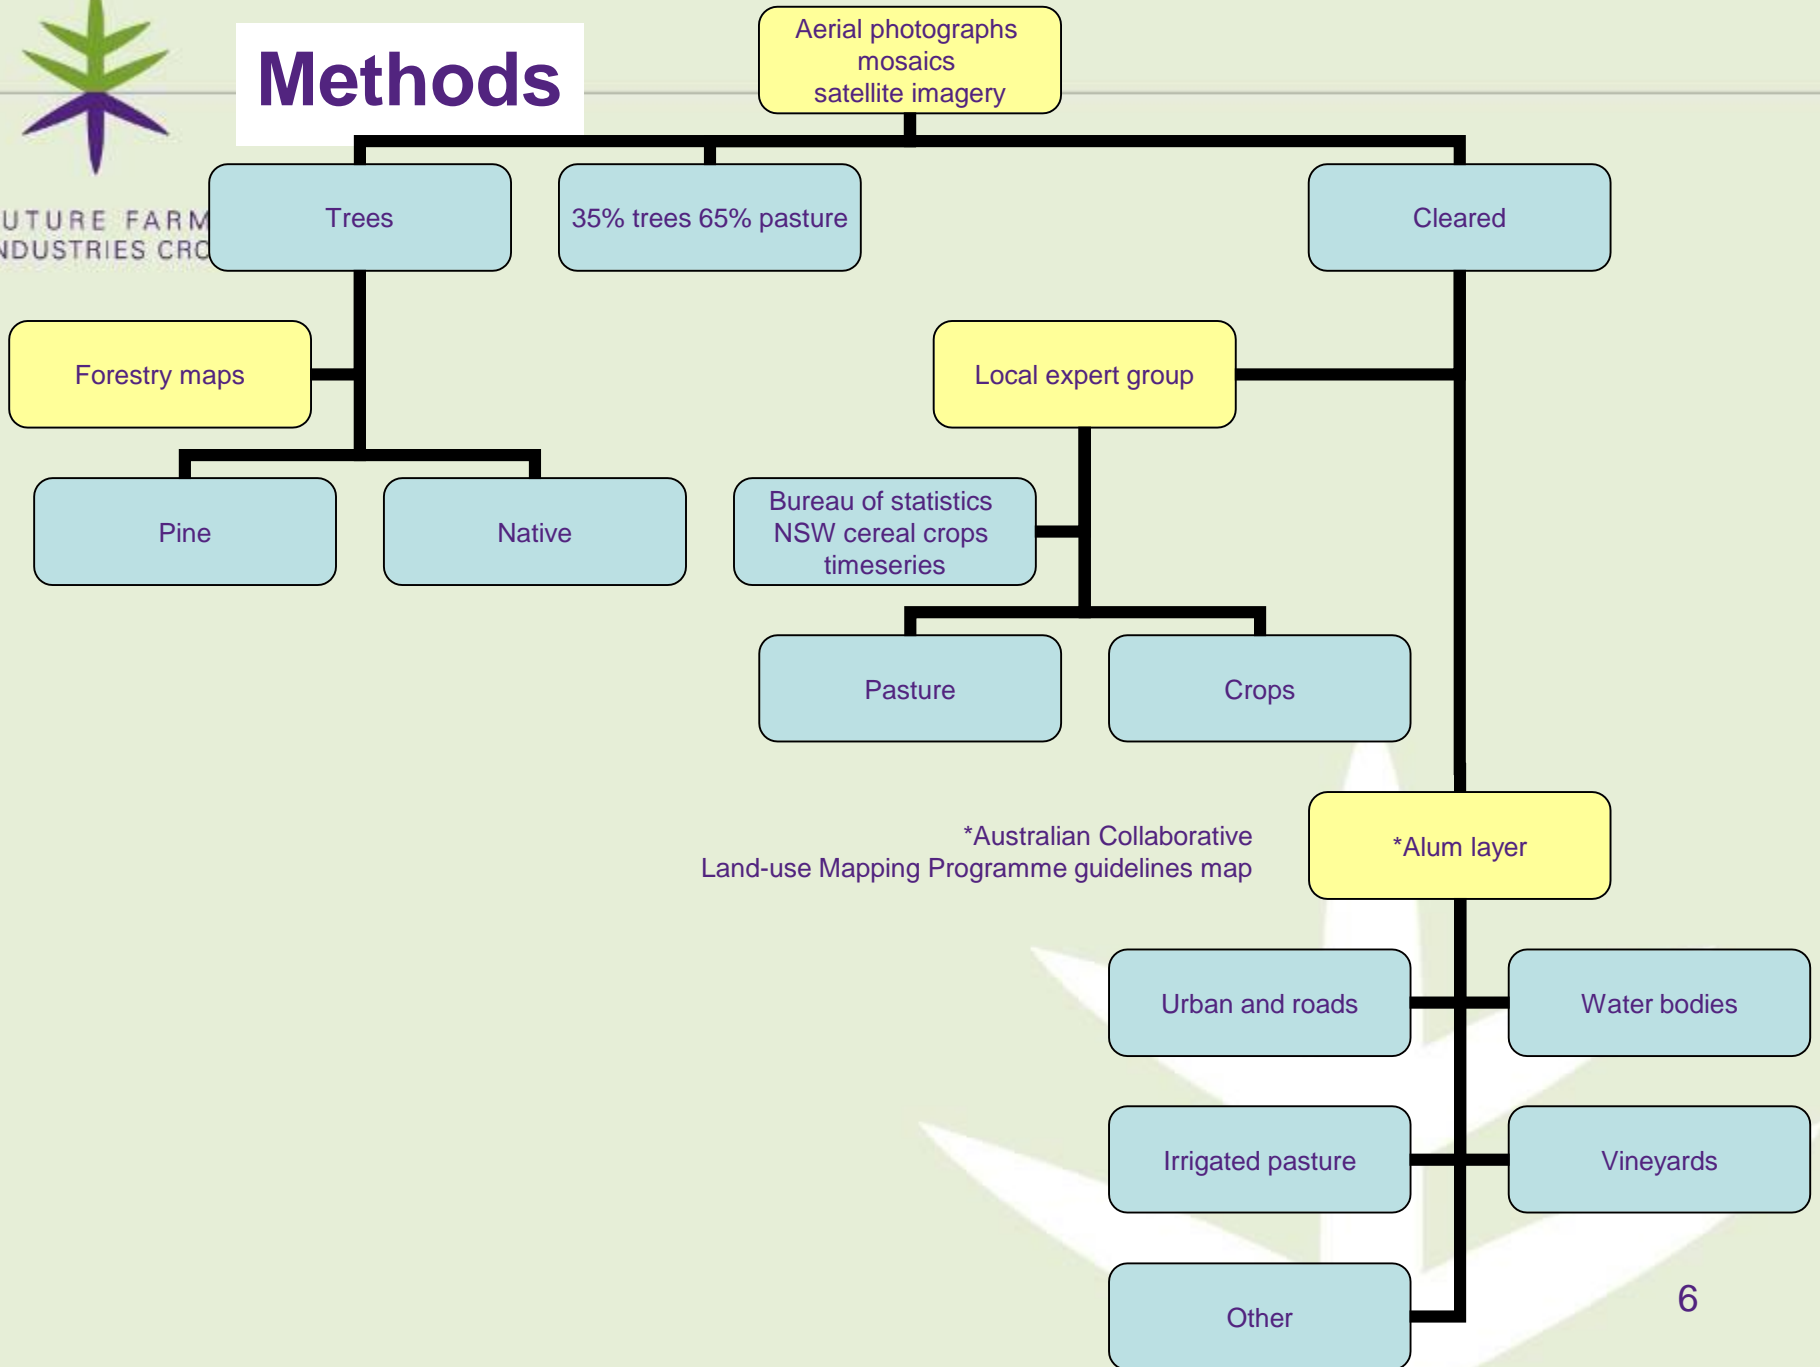 Methods
Aerial photographs
mosaics
satellite imagery
UTURE FARM
NDUSTRIES CRC
Trees
35% trees 65% pasture
Cleared
Forestry maps
Local expert group
Pine
Native
Bureau of statistics
NSW cereal crops
timeseries
Pasture
Crops
*Australian Collaborative
Land-use Mapping Programme guidelines map
*Alum layer
Urban and roads
Water bodies
Irrigated pasture
Vineyards
Other
6